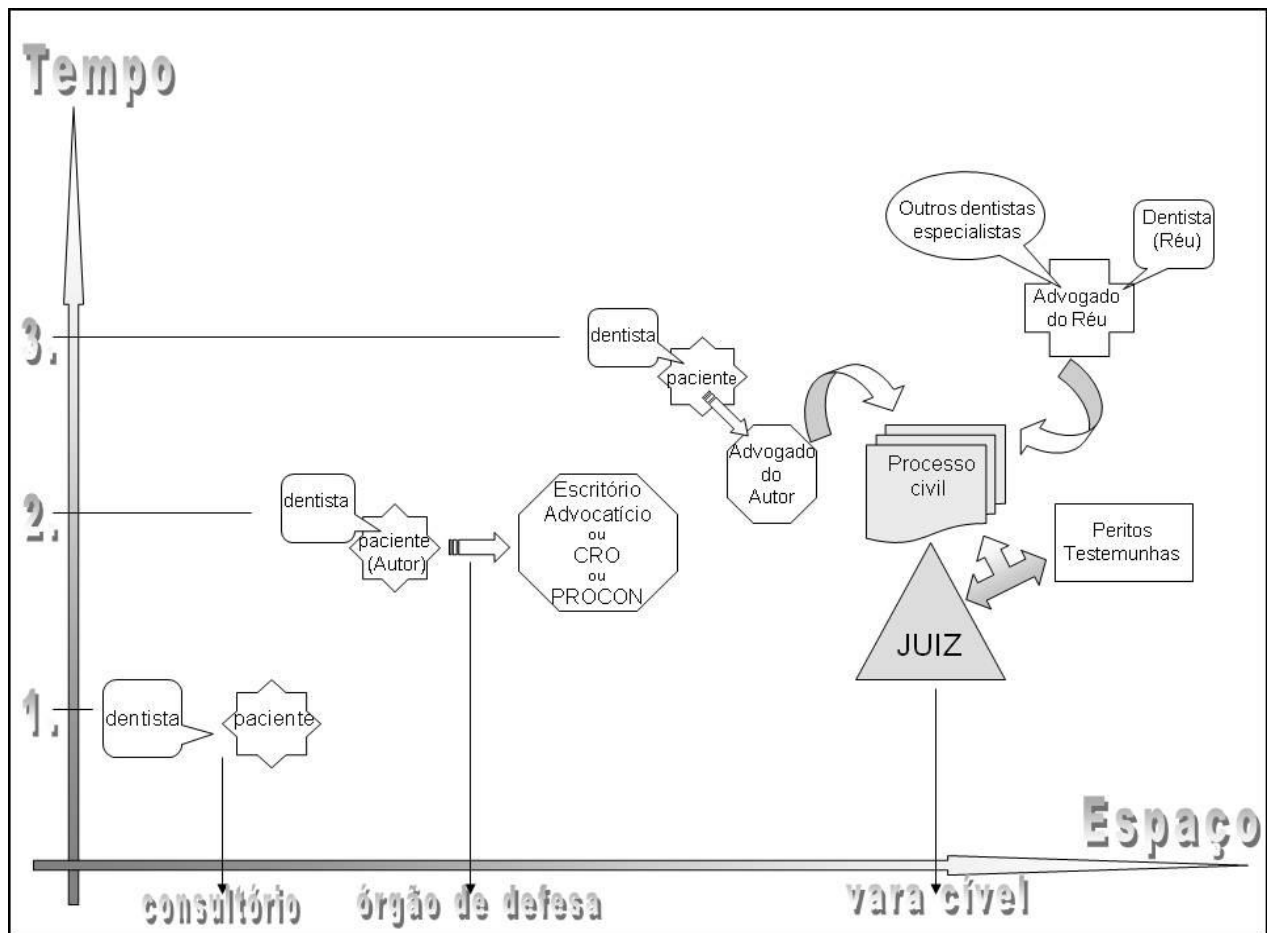 Tempo
Outros dentistas
especialistas
Dentista
(Réu)
Advogado
do Réu
3.
dentista
paciente
Advogado
do
Autor
Processo
civil
Peritos
Testemunhas
JUIZ
2.
dentista
paciente
(Autor)
Escritório
Advocatício
ou
CRO
ou
PROCON
1.
dentista
paciente
Espaço
consultório
órgão de defesa
vara cível